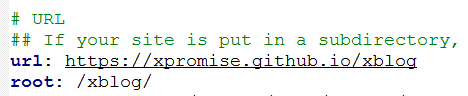 # URL
## If your site is put in a subdirectory,
url: https://xpromise.github.io/xblog
root: /xblog/